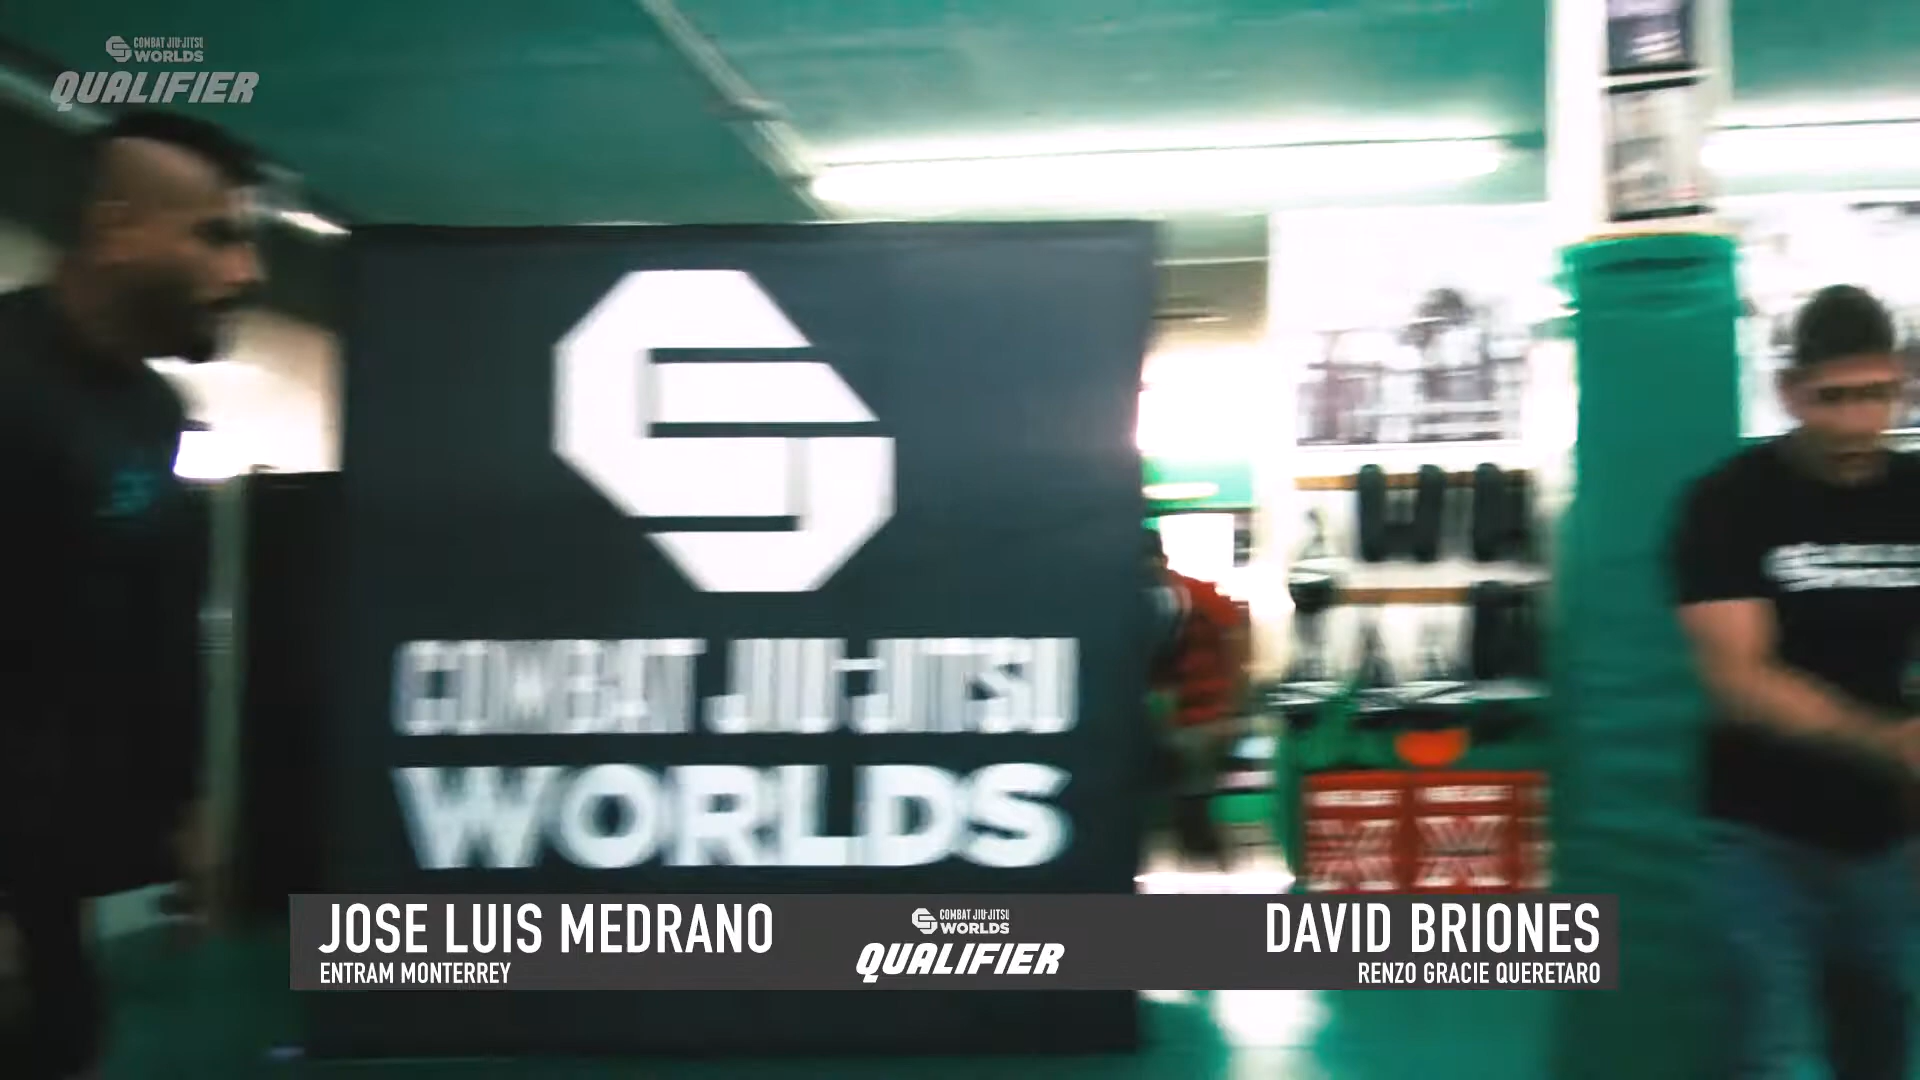 COMBAT JIU-JITSU
WORLDS
QUALIFIER
COMBAT JIU-JITSU
WORLDS
JOSE LUIS MEDRANO
ENTRAM MONTERREY
COMBAT JIU-JITSU
WORLDS
QUALIFIER
DAVID BRIONES
RENZO GRACIE QUERETARO